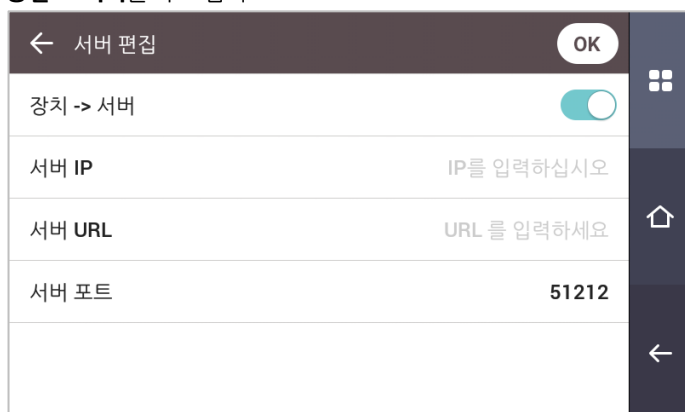 서버 편집
OK
장치 -> 서버
서버 IP
IP를 입력하십시오
서버 URL
URL 를 입력하세요
서버 포트
51212